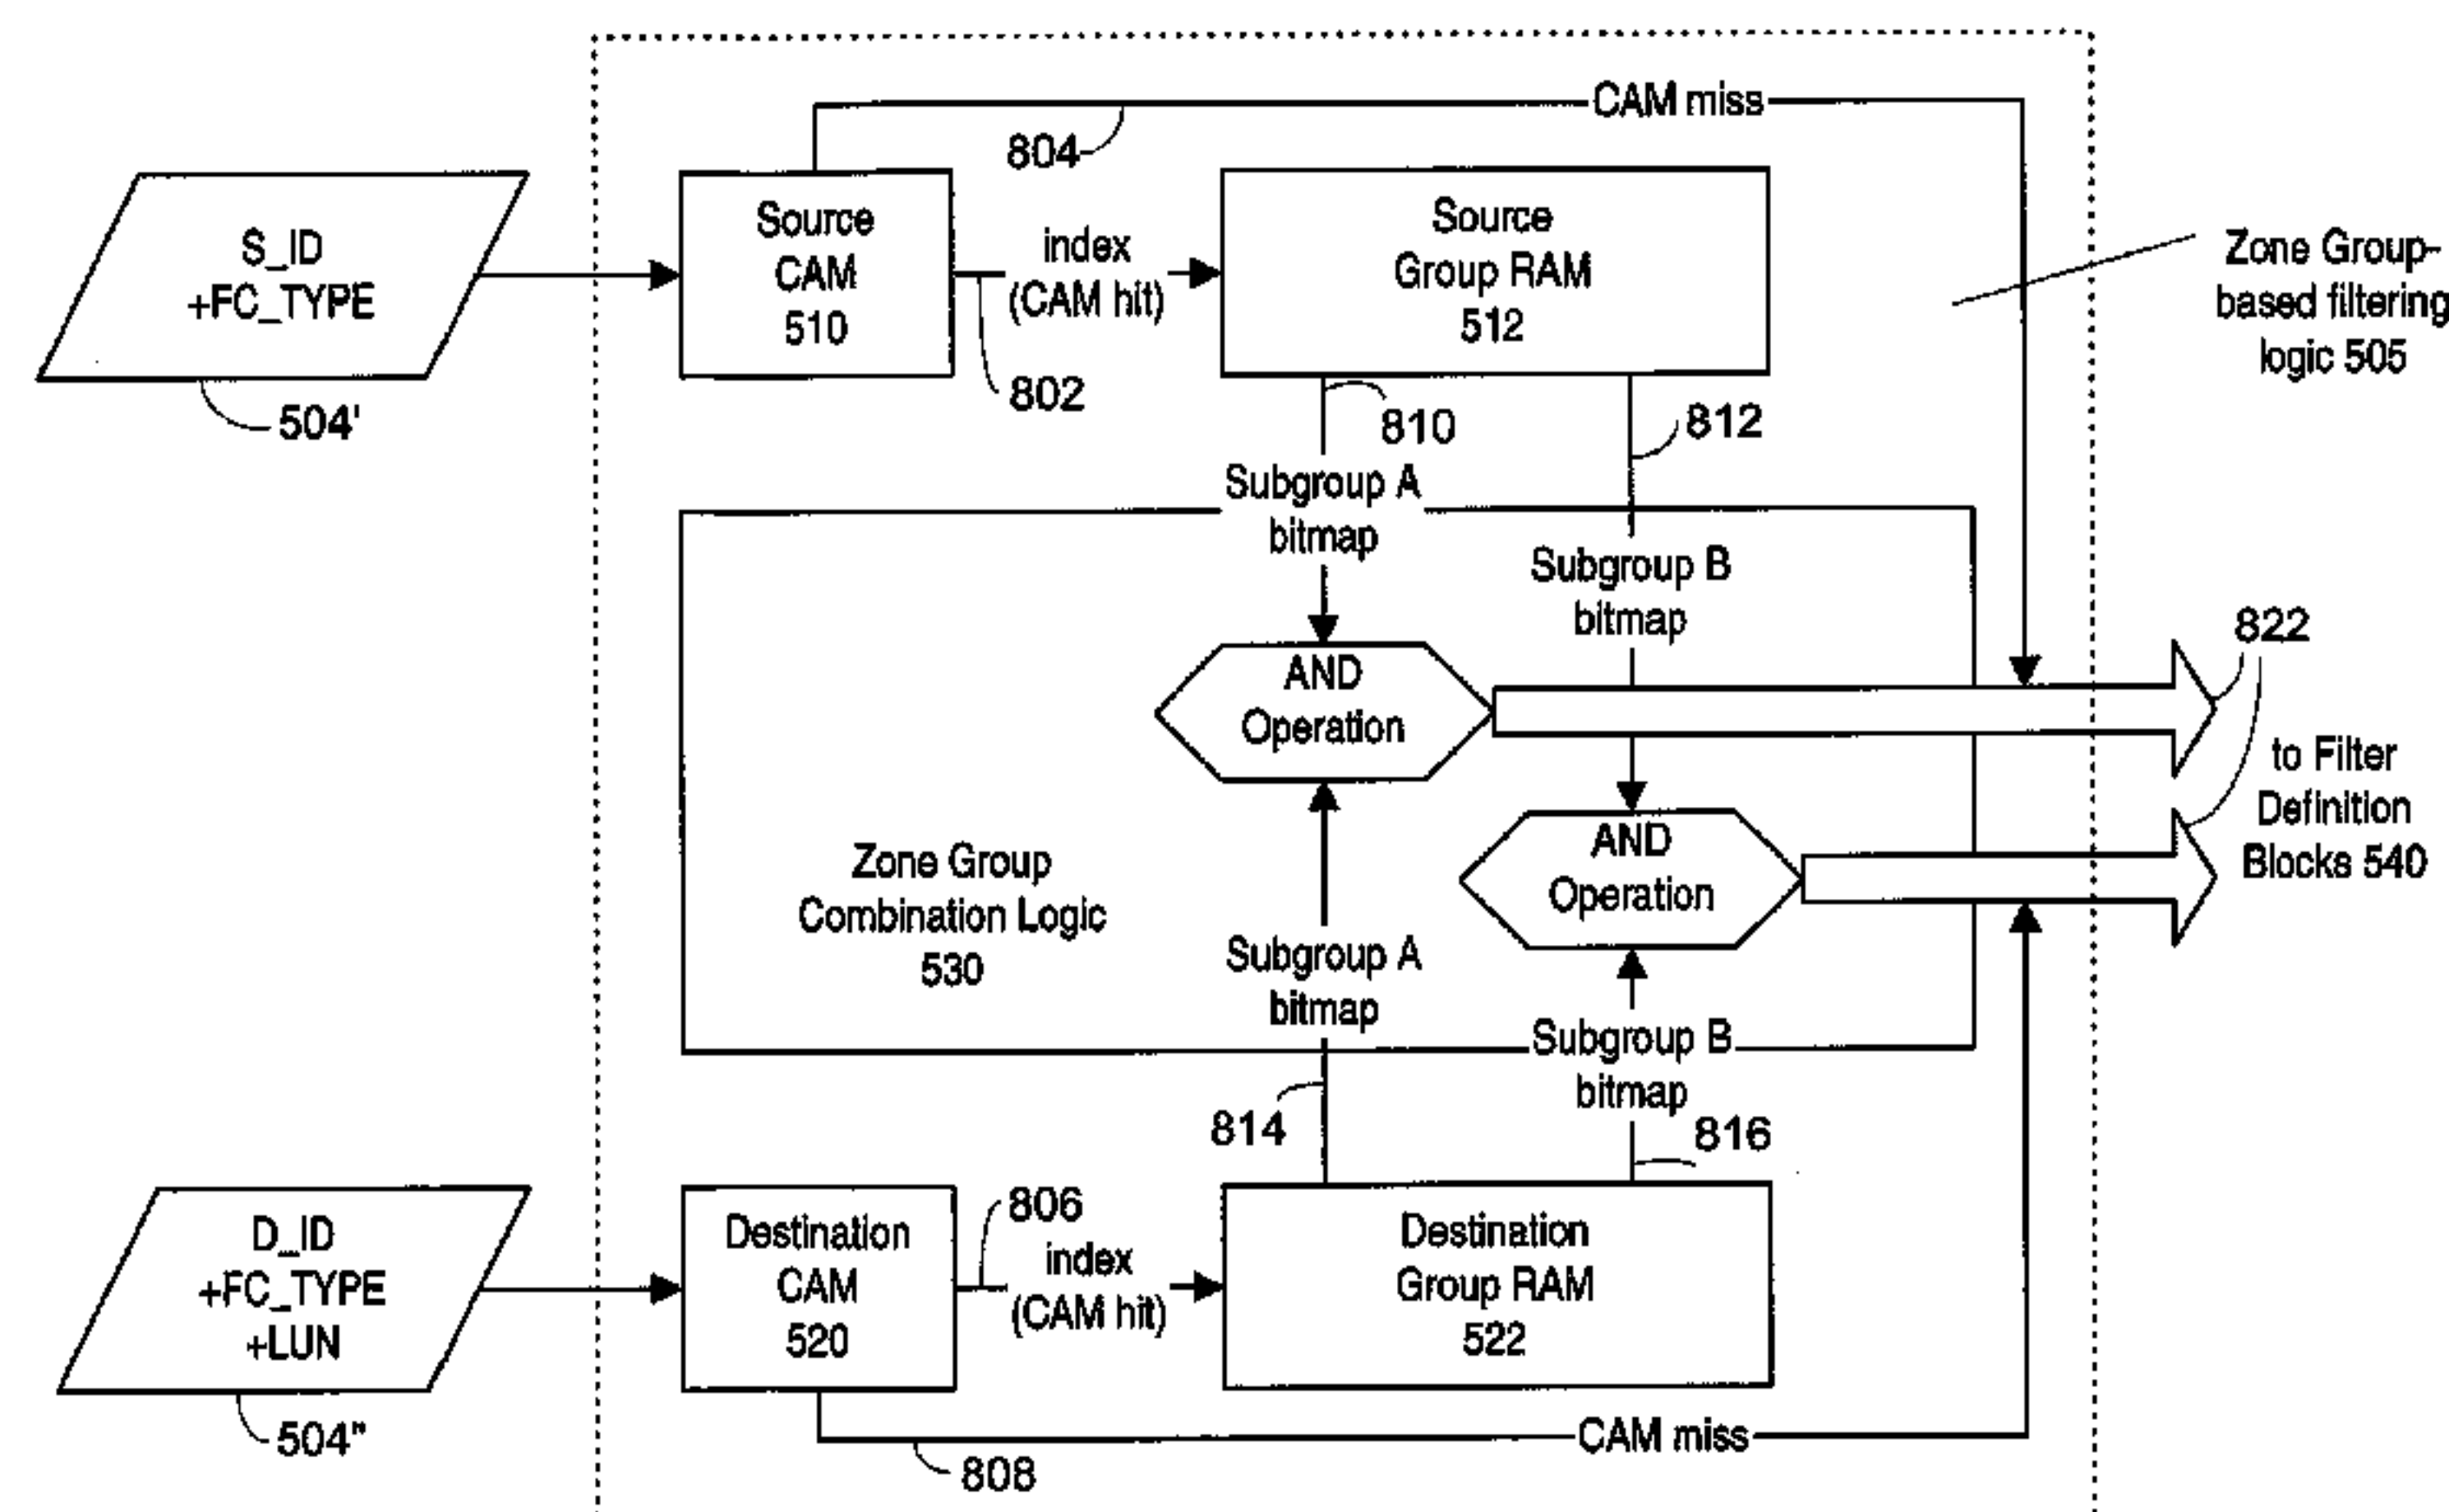 CAM miss
804
S_ID
+FC_TYPE
504'
Source
CAM
510
index
(CAM hit)
802
Source
Group RAM
512
Zone Group-
based filtering
logic 505
810
812
Subgroup A
bitmap
Subgroup B
bitmap
AND
Operation
822
to Filter
Definition
Blocks 540
AND
Operation
Zone Group
Combination Logic
530
Subgroup A
bitmap
Subgroup B
bitmap
814
816
D_ID
+FC_TYPE
+LUN
504"
Destination
CAM
520
806
index
(CAM hit)
Destination
Group RAM
522
CAM miss
808